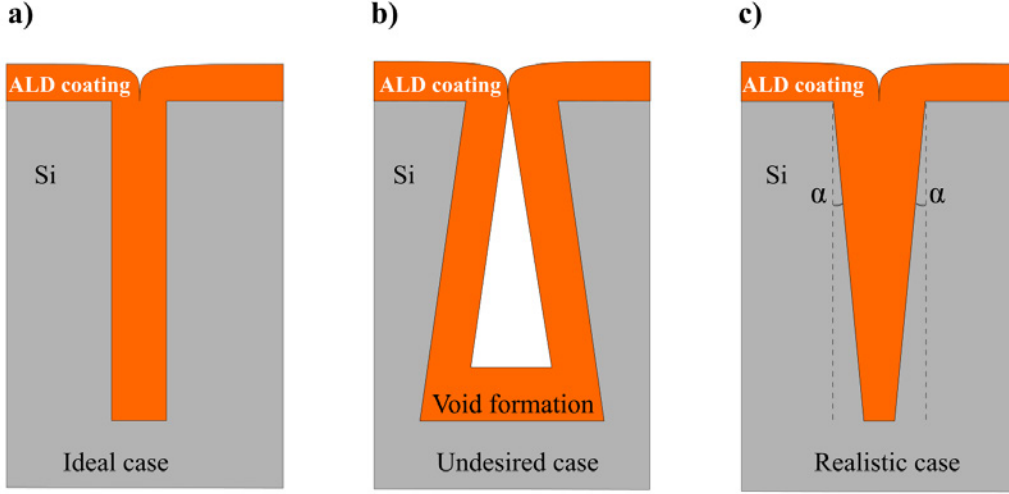 a)
ALD coating
Si
Ideal case
b)
ALD coating
Si
Void formation
Undesired case
c)
ALD coating
Si
α
α
Realistic case